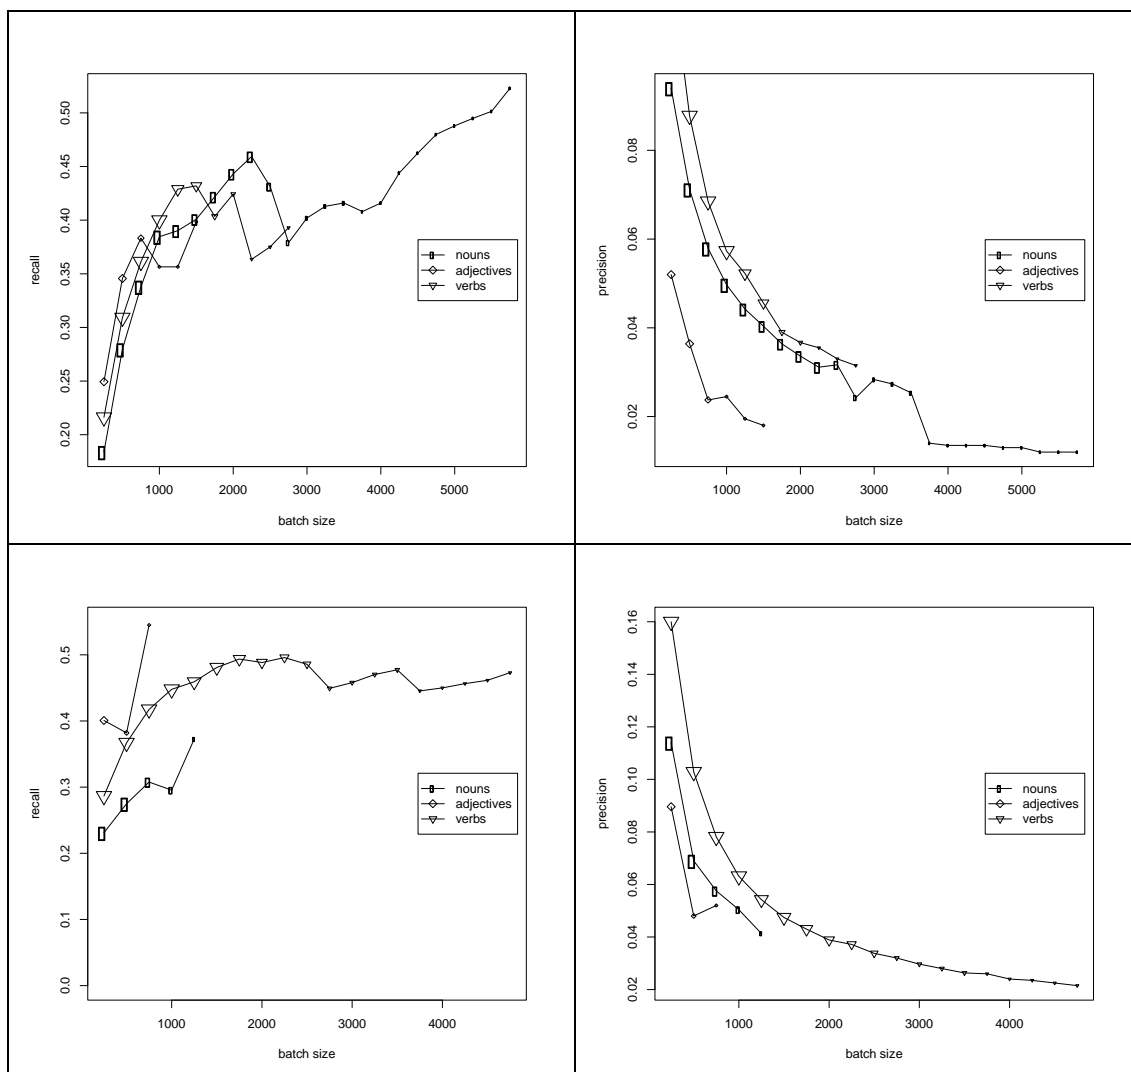 0.50
0.45
0.40
0.35
0.30
0.25
0.20
recall
1000 2000 3000 4000 5000
batch size
nouns
adjectives
verbs
0.08
0.06
0.04
0.02
precision
1000 2000 3000 4000 5000
batch size
nouns
adjectives
verbs
0.5
0.4
0.3
0.2
0.1
0.0
recall
1000 2000 3000 4000
batch size
nouns
adjectives
verbs
0.16
0.14
0.12
0.10
0.08
0.06
0.04
0.02
precision
1000 2000 3000 4000
batch size
nouns
adjectives
verbs